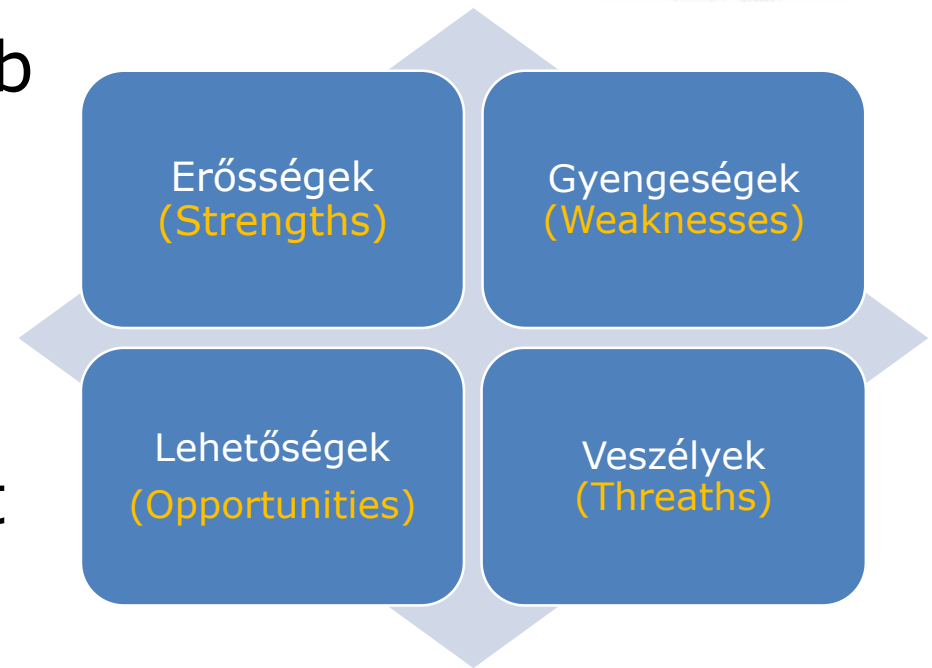 b
Erősségek
(Strengths)
Gyengeségek
(Weaknesses)
Lehetőségek
(Opportunities)
Veszélyek
(Threaths)
t